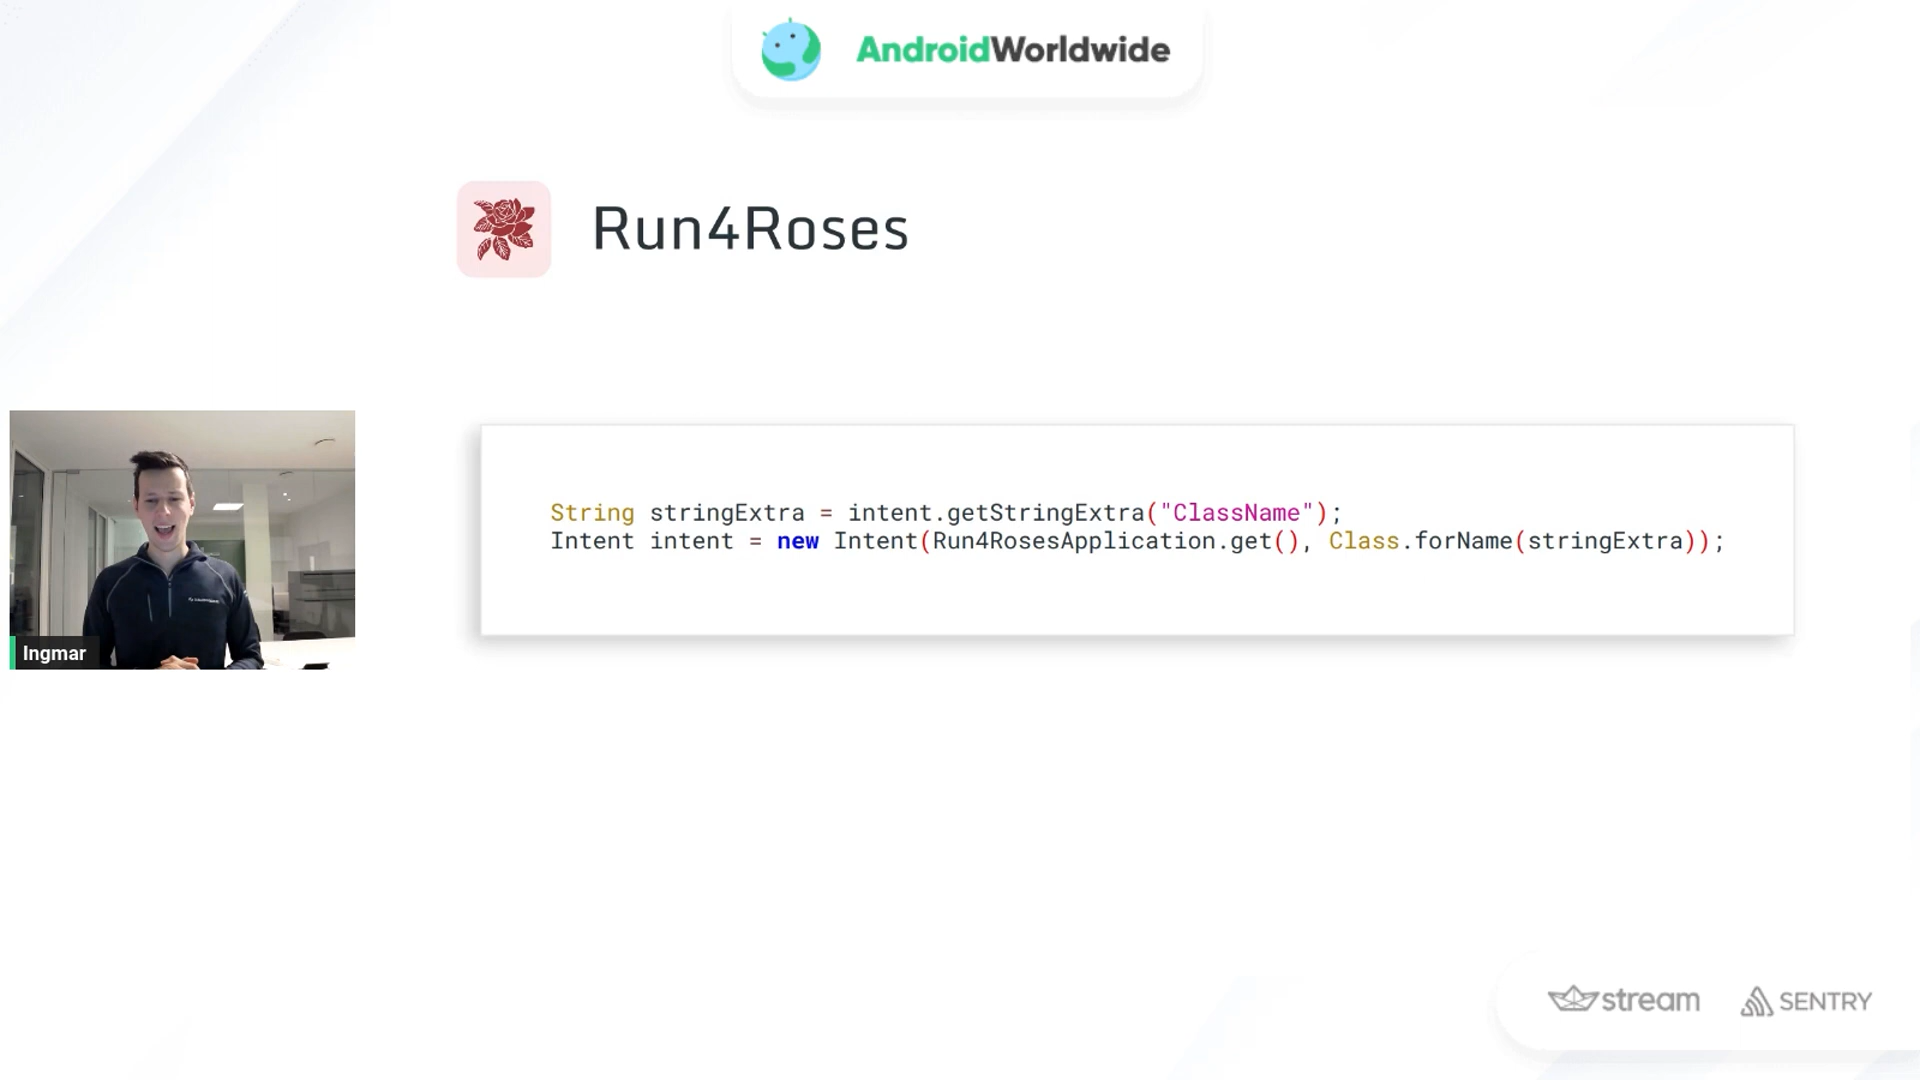 AndroidWorldwide
Run4Roses
String stringExtra = intent.getStringExtra("ClassName");
Intent intent = new Intent(Run4RosesApplication.get(), Class.forName(stringExtra));
Ingmar
stream
SENTRY